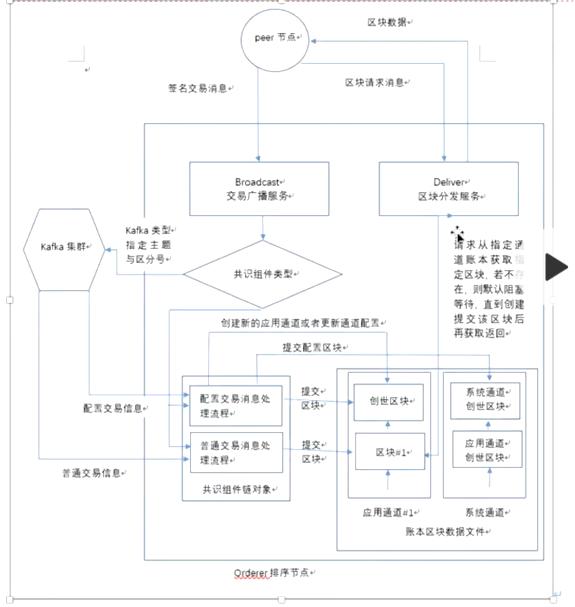 区块数据
peer 节点
签名交易消息
区块请求消息
Broadcast
交易广播服务
Deliver
区块分发服务
Kafka 类型
指定主题
与区分号
Kafka 集群
共识组件类型
请求从指定通
道账本获取指
定区块, 若不存
在, 则默认阻塞
等待, 直到创建
提交该区块后
再获取返回
创建新的应用通道或者更新通道配置
提交配置区块
配置交易消息处
理流程
提交
区块
创世区块
系统通道
创世区块
配置交易信息
普通交易消息处
理流程
提交
区块
区块#1
应用通道
创世区块
普通交易信息
共识组件链对象
应用通道#1
系统通道
账本区块数据文件
Orderer 排序节点